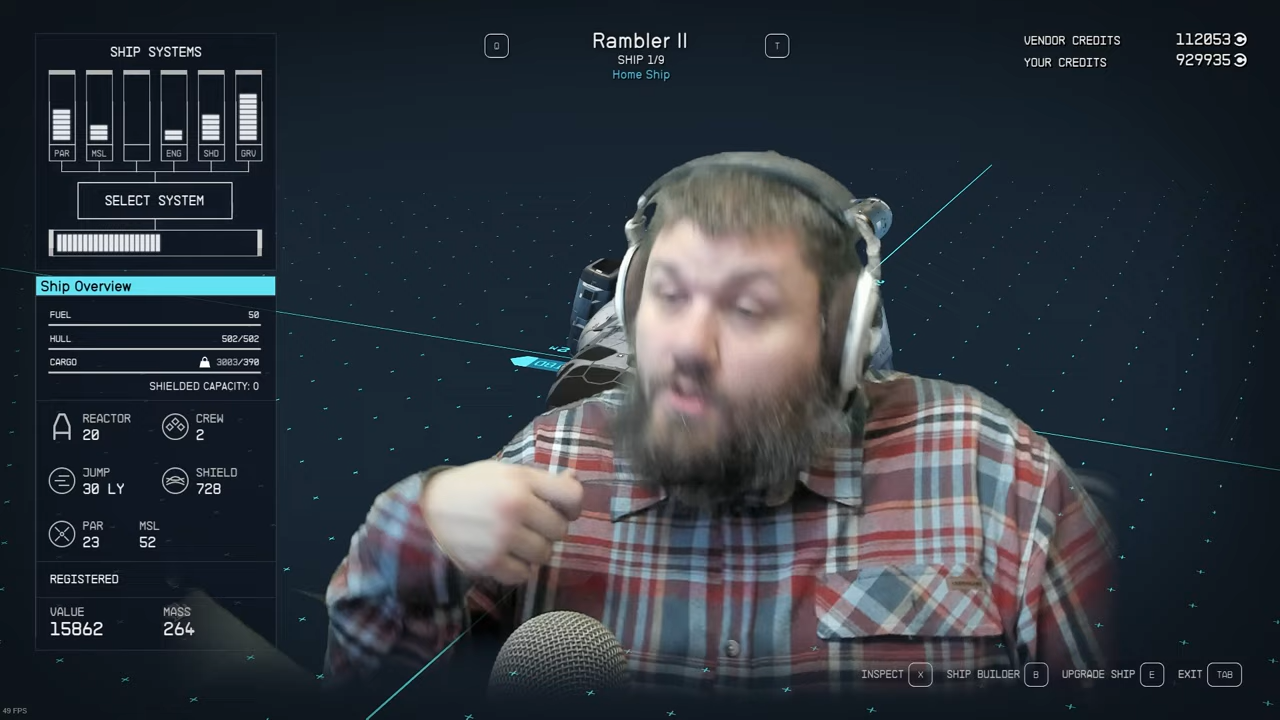 SHIP SYSTEMS
PAR MSL ENG SHD GRV
SELECT SYSTEM
Ship Overview
FUEL 50
HULL 502/502
CARGO 3003/390
SHIELDED CAPACITY: 0
REACTOR CREW
20 2
JUMP SHIELD
30 LY 728
PAR MSL
23 52
REGISTERED
VALUE MASS
15862 264
49 FPS
Q Rambler II T
SHIP 1/9
Home Ship
VENDOR CREDITS 112053
YOUR CREDITS 929935
INSPECT X SHIP BUILDER B UPGRADE SHIP E EXIT TAB